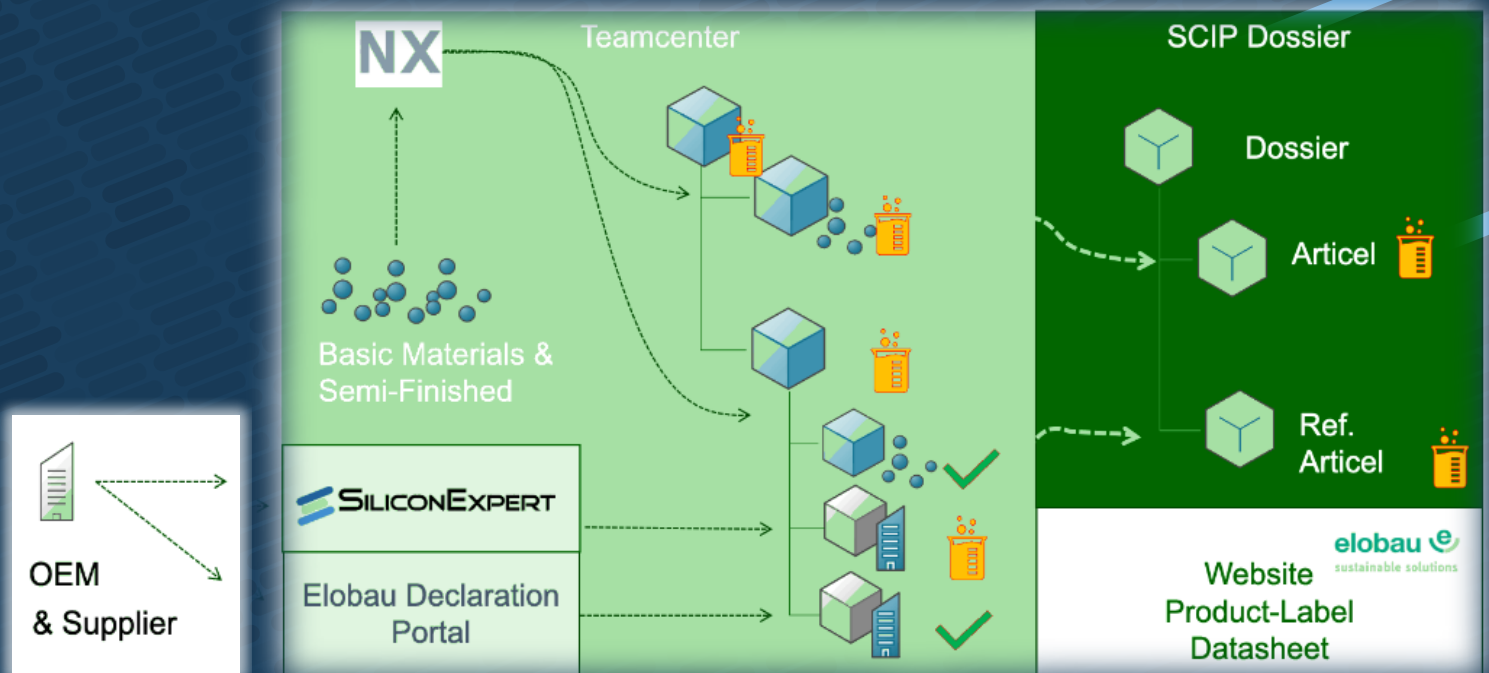 NX
Teamcenter
SCIP Dossier
Dossier
Articel
Basic Materials &
Semi-Finished
Ref.
Articel
SILICONEXPERT
OEM
& Supplier
Elobau Declaration
Portal
elobau e
sustainable solutions
Website
Product-Label
Datasheet